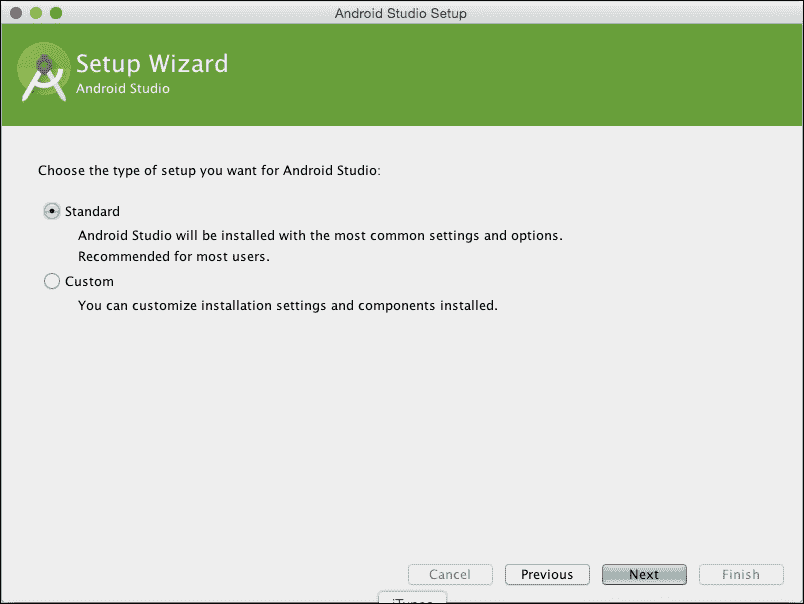 Android Studio Setup
Setup Wizard
Android Studio
Choose the type of setup you want for Android Studio:
Standard
Android Studio will be installed with the most common settings and options.
Recommended for most users.
Custom
You can customize installation settings and components installed.
Cancel Previous Next Finish
iTunes